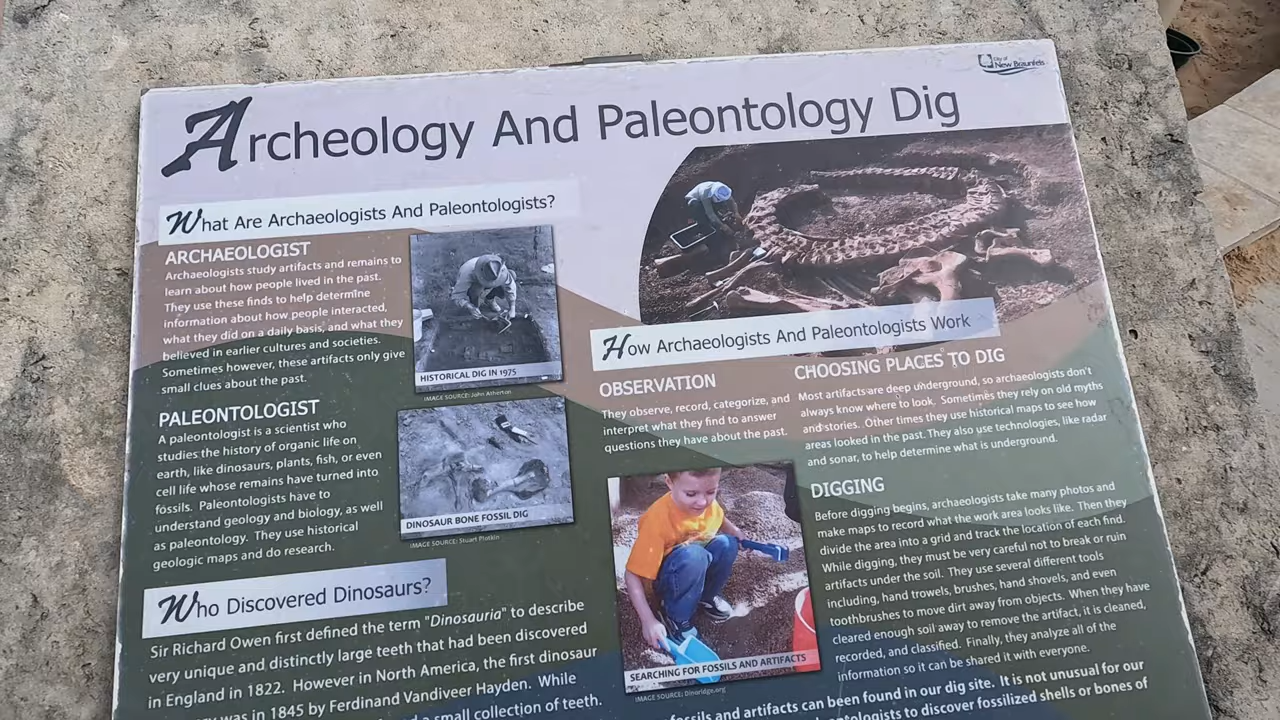 City of
New Braunfels
Archeology And Paleontology Dig
What Are Archaeologists And Paleontologists?
ARCHAEOLOGIST
Archaeologists study artifacts and remains to
learn about how people lived in the past.
They use these finds to help determine
information about how people interacted,
what they did on a daily basis, and what they
believed in earlier cultures and societies.
Sometimes however, these artifacts only give
small clues about the past.
HISTORICAL DIG IN 1975
IMAGE SOURCE: John Atherton
PALEONTOLOGIST
A paleontologist is a scientist who
studies the history of organic life on
earth, like dinosaurs, plants, fish, or even
cell life whose remains have turned into
fossils. Paleontologists have to
understand geology and biology, as well
as paleontology. They use historical
geologic maps and do research.
DINOSAUR BONE FOSSIL DIG
IMAGE SOURCE: Stuart Plotkin
Who Discovered Dinosaurs?
Sir Richard Owen first defined the term "Dinosauria" to describe
very unique and distinctly large teeth that had been discovered
in England in 1822. However in North America, the first dinosaur
was in 1845 by Ferdinand Vandiveer Hayden. While
a small collection of teeth.
How Archaeologists And Paleontologists Work
OBSERVATION
They observe, record, categorize, and
interpret what they find to answer
questions they have about the past.
SEARCHING FOR FOSSILS AND ARTIFACTS
IMAGE SOURCE: Dinoridge.org
CHOOSING PLACES TO DIG
Most artifacts are deep underground, so archaeologists don't
always know where to look. Sometimes they rely on old myths
and stories. Other times they use historical maps to see how
areas looked in the past. They also use technologies, like radar
and sonar, to help determine what is underground.
DIGGING
Before digging begins, archaeologists take many photos and
make maps to record what the work area looks like. Then they
divide the area into a grid and track the location of each find.
While digging, they must be very careful not to break or ruin
artifacts under the soil. They use several different tools
including, hand trowels, brushes, hand shovels, and even
toothbrushes to move dirt away from objects. When they have
cleared enough soil away to remove the artifact, it is cleaned,
recorded, and classified. Finally, they analyze all of the
information so it can be shared with everyone.
fossils and artifacts can been found in our dig site. It is not unusual for our
to discover fossilized shells or bones of